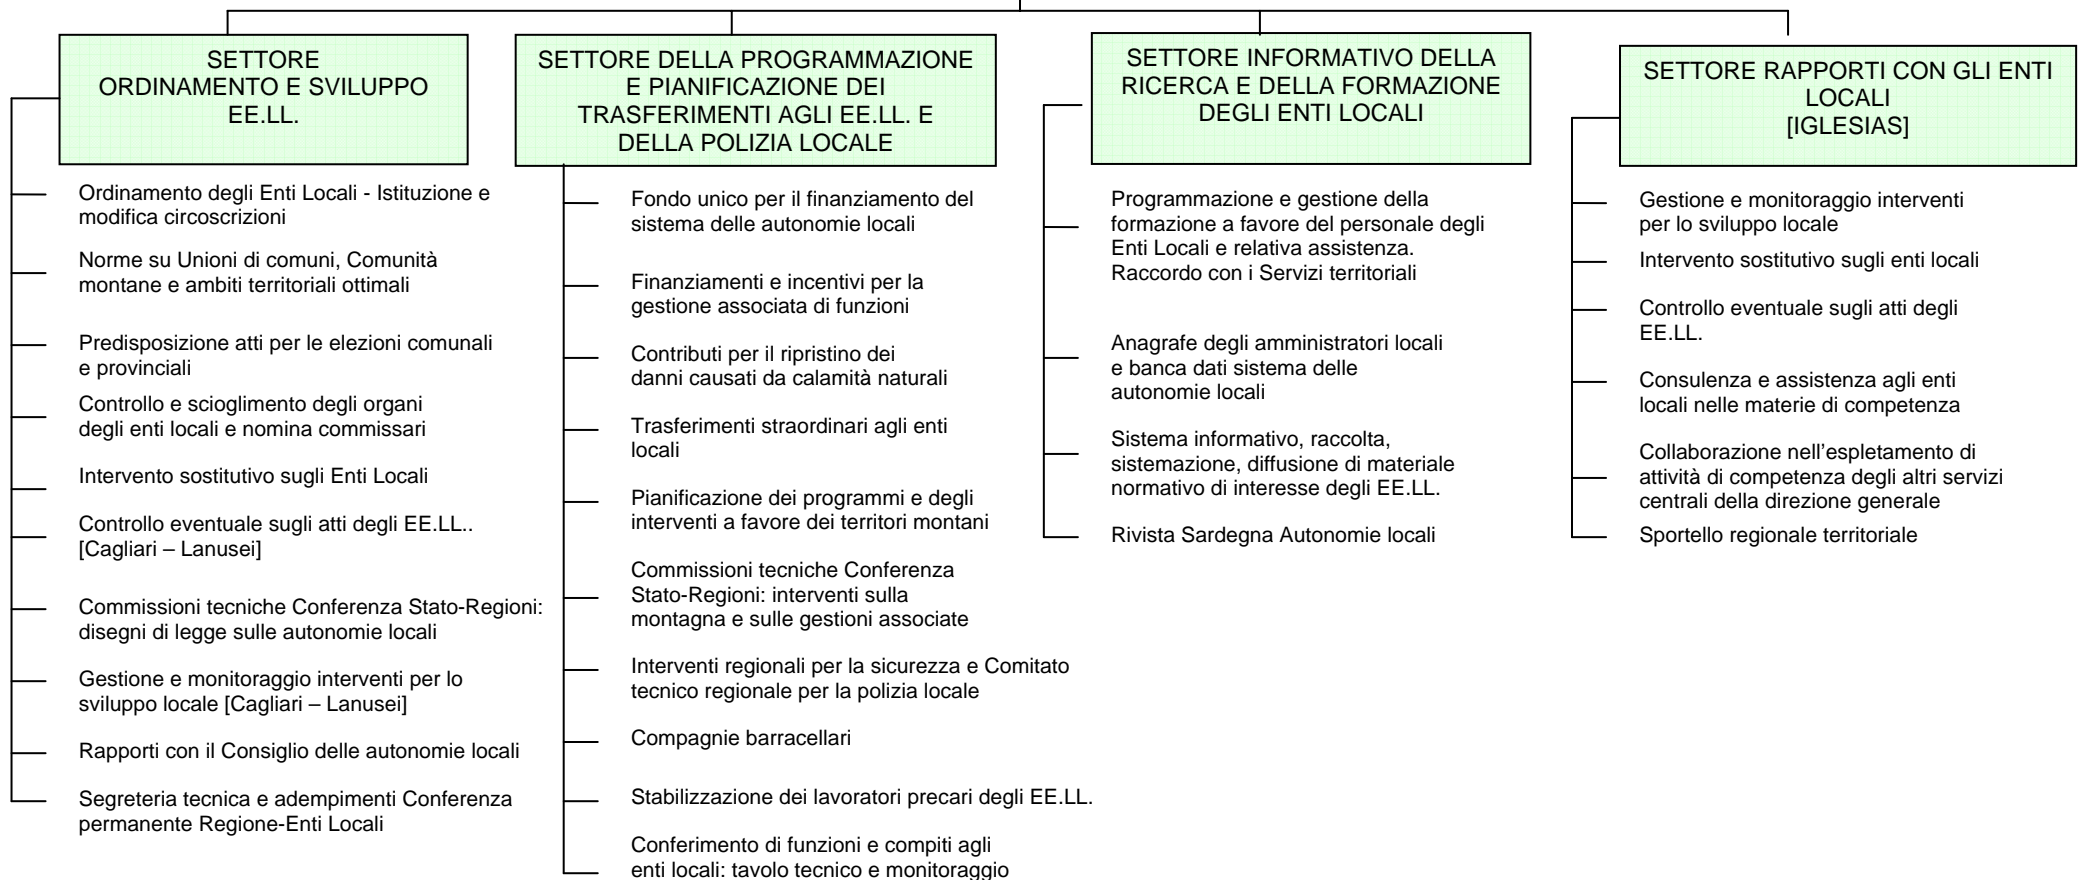 SETTORE
ORDINAMENTO E SVILUPPO
EE.LL.
Ordinamento degli Enti Locali - Istituzione e
modifica circoscrizioni
Norme su Unioni di comuni, Comunità
montane e ambiti territoriali ottimali
Predisposizione atti per le elezioni comunali
e provinciali
Controllo e scioglimento degli organi
degli enti locali e nomina commissari
Intervento sostitutivo sugli Enti Locali
Controllo eventuale sugli atti degli EE.LL..
[Cagliari – Lanusei]
Commissioni tecniche Conferenza Stato-Regioni:
disegni di legge sulle autonomie locali
Gestione e monitoraggio interventi per lo
sviluppo locale [Cagliari – Lanusei]
Rapporti con il Consiglio delle autonomie locali
Segreteria tecnica e adempimenti Conferenza
permanente Regione-Enti Locali
SETTORE DELLA PROGRAMMAZIONE
E PIANIFICAZIONE DEI
TRASFERIMENTI AGLI EE.LL. E
DELLA POLIZIA LOCALE
Fondo unico per il finanziamento del
sistema delle autonomie locali
Finanziamenti e incentivi per la
gestione associata di funzioni
Contributi per il ripristino dei
danni causati da calamità naturali
Trasferimenti straordinari agli enti
locali
Pianificazione dei programmi e degli
interventi a favore dei territori montani
Commissioni tecniche Conferenza
Stato-Regioni: interventi sulla
montagna e sulle gestioni associate
Interventi regionali per la sicurezza e Comitato
tecnico regionale per la polizia locale
Compagnie barracellari
Stabilizzazione dei lavoratori precari degli EE.LL.
Conferimento di funzioni e compiti agli
enti locali: tavolo tecnico e monitoraggio
SETTORE INFORMATIVO DELLA
RICERCA E DELLA FORMAZIONE
DEGLI ENTI LOCALI
Programmazione e gestione della
formazione a favore del personale degli
Enti Locali e relativa assistenza.
Raccordo con i Servizi territoriali
Anagrafe degli amministratori locali
e banca dati sistema delle
autonomie locali
Sistema informativo, raccolta,
sistemazione, diffusione di materiale
normativo di interesse degli EE.LL.
Rivista Sardegna Autonomie locali
SETTORE RAPPORTI CON GLI ENTI
LOCALI
[IGLESIAS]
Gestione e monitoraggio interventi
per lo sviluppo locale
Intervento sostitutivo sugli enti locali
Controllo eventuale sugli atti degli
EE.LL.
Consulenza e assistenza agli enti
locali nelle materie di competenza
Collaborazione nell’espletamento di
attività di competenza degli altri servizi
centrali della direzione generale
Sportello regionale territoriale